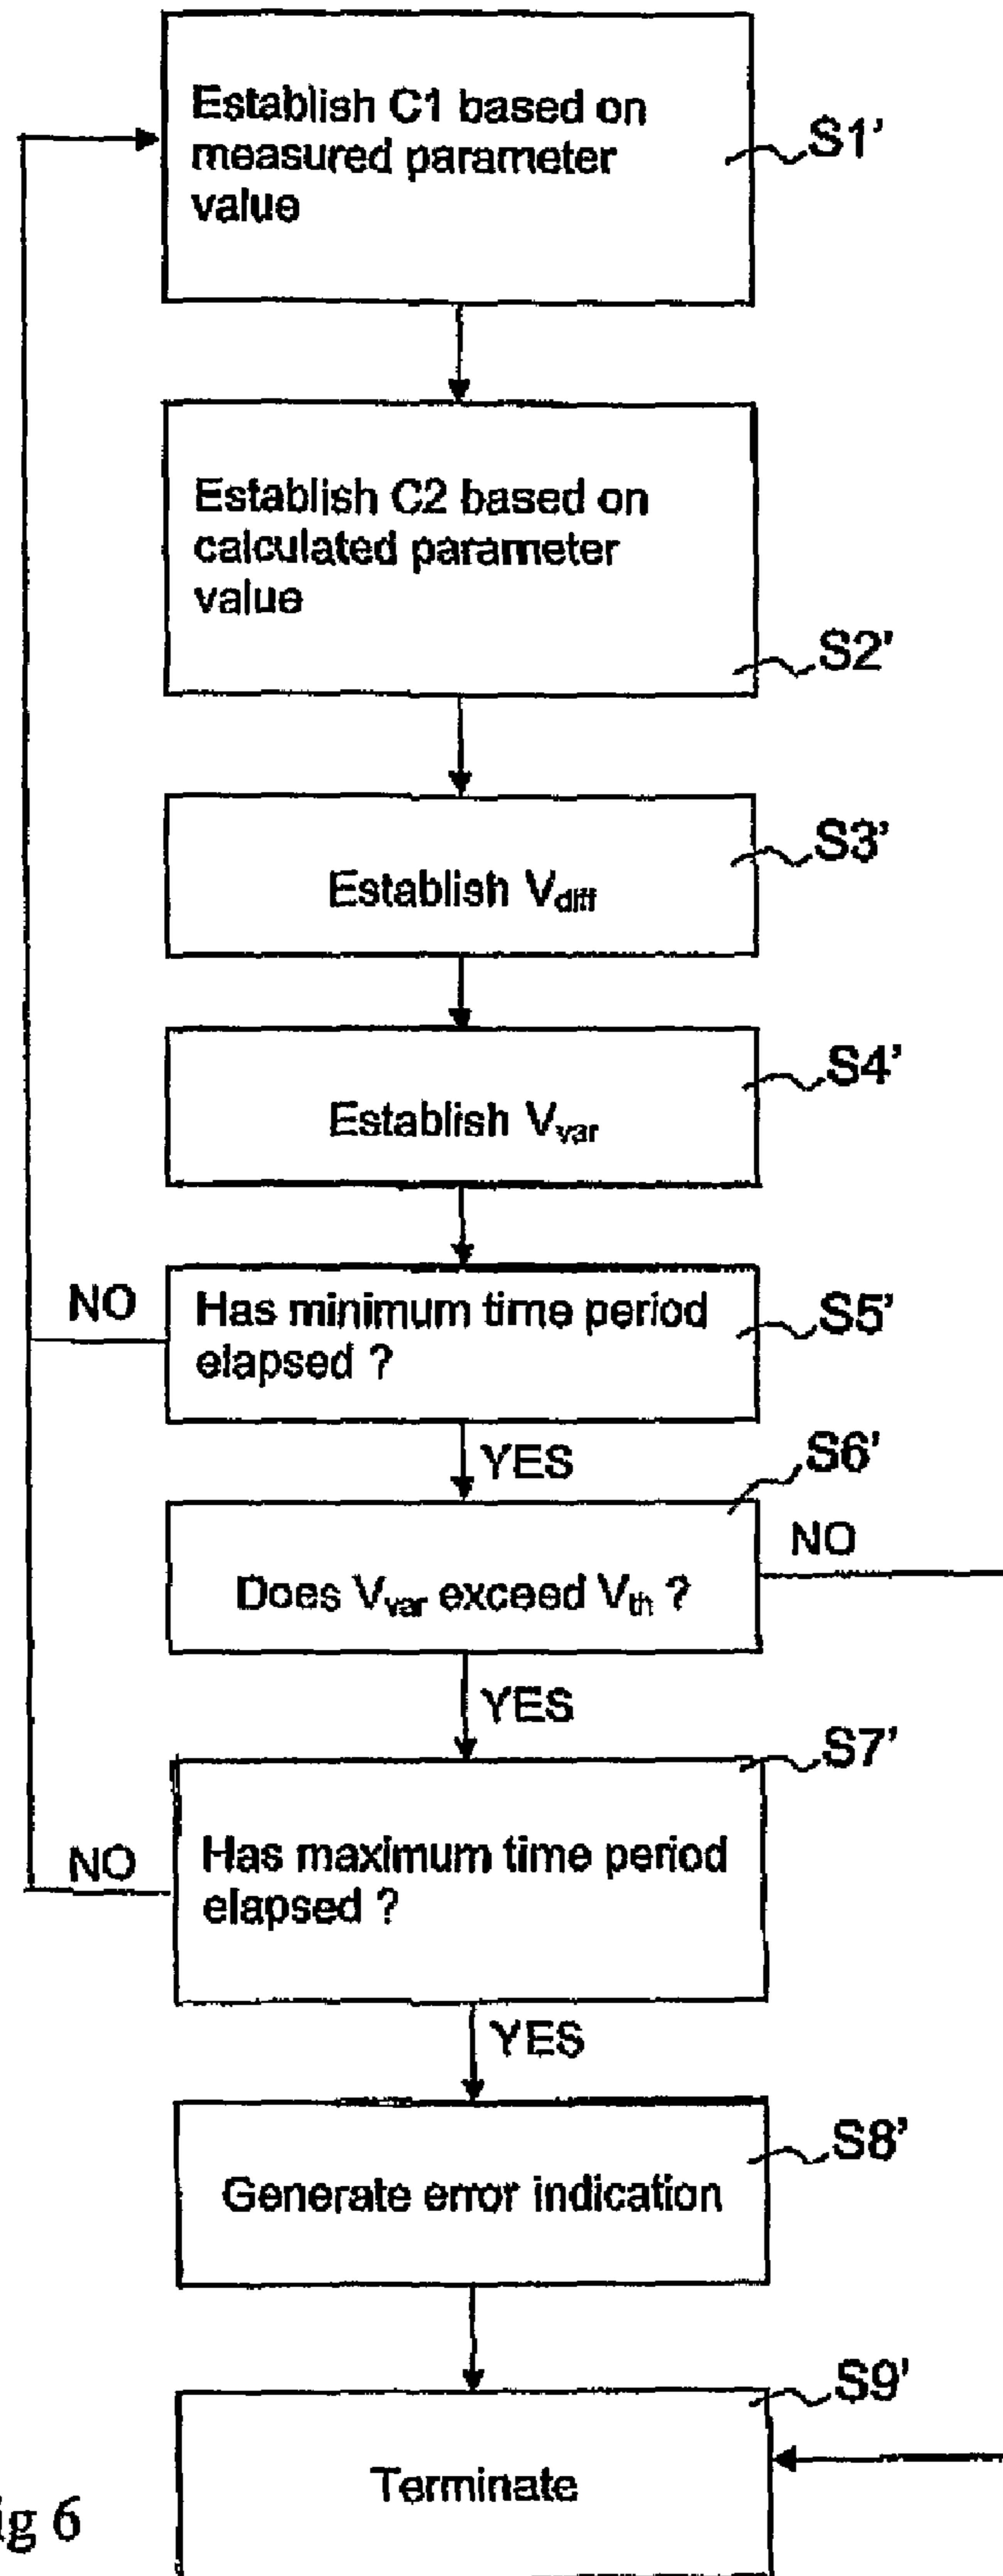 Establish C1 based on
measured parameter
value
S1'
Establish C2 based on
calculated parameter
value
S2'
S3'
Establish Vdiff
S4'
Establish Vvar
NO
Has minimum time period
elapsed ?
S5'
YES
S6'
NO
Does Vvar exceed Vth ?
YES
S7'
NO
Has maximum time period
elapsed ?
YES
S8'
Generate error indication
S9'
Terminate
ig 6